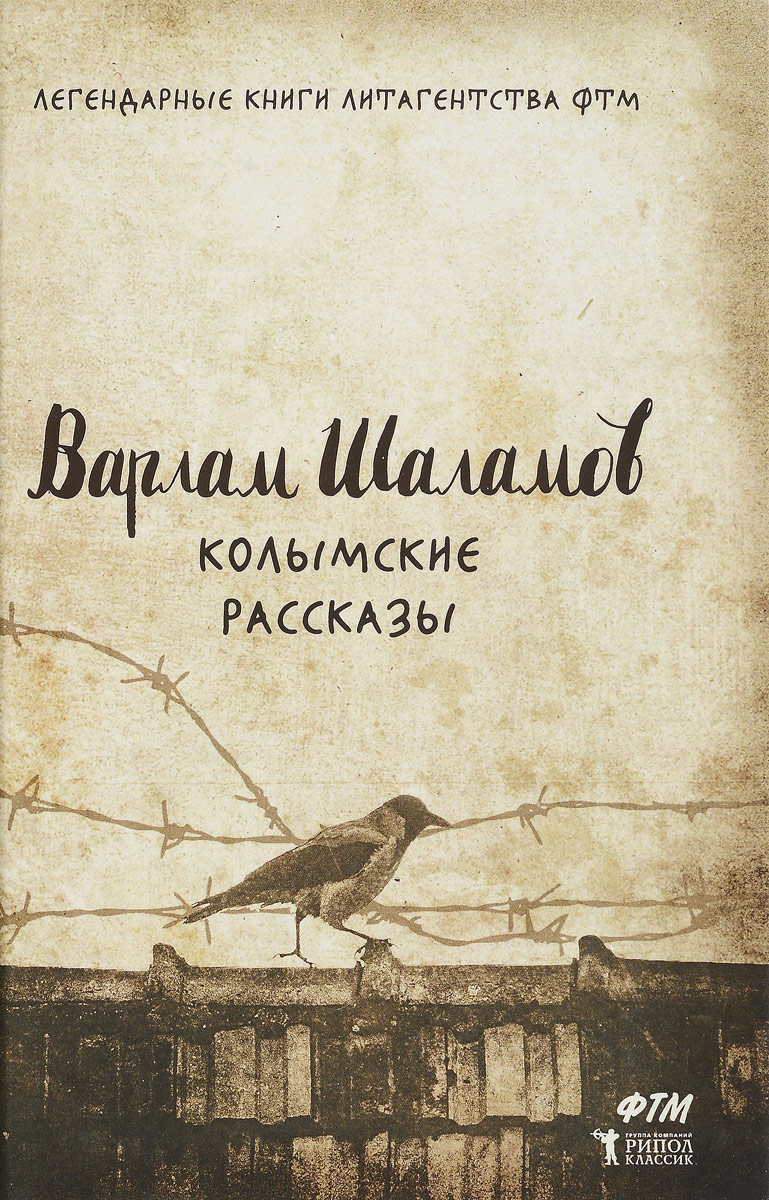 ЛЕГЕНДАРНЫЕ КНИГИ ЛИТАГЕНТСТВА ФТМ
Варлам Шаламов
КОЛЫМСКИЕ
РАССКАЗЫ
ФТМ
ГРУППА КОМПАНИЙ
РИПОЛ
КЛАССИК